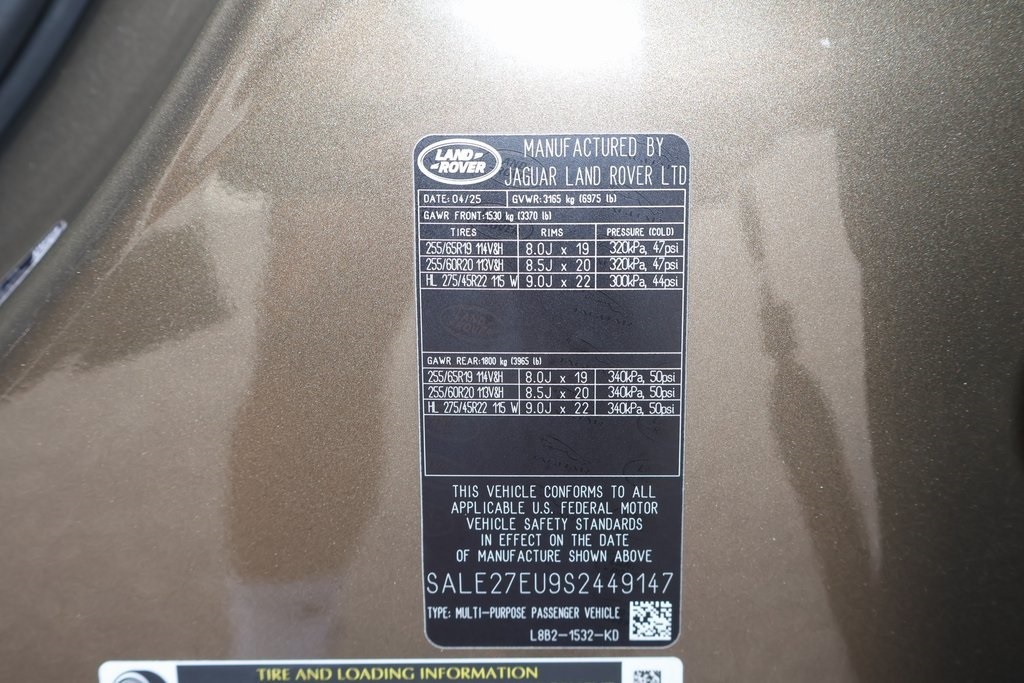 LAND ROVER
MANUFACTURED BY
JAGUAR LAND ROVER LTD
DATE: 04/25 GVWR: 3165 kg (6975 lb)
GAWR FRONT:1530 kg (3370 lb)
TIRES RIMS PRESSURE (COLD)
255/65R19 114V&H 8.0J x 19 320kPa, 47psi
255/60R20 113V&H 8.5J x 20 320kPa, 47psi
HL 275/45R22 115 W 9.0J x 22 300kPa, 44psi
GAWR REAR:1800 kg (3965 lb)
255/65R19 114V&H 8.0J x 19 340kPa, 50psi
255/60R20 113V&H 8.5J x 20 340kPa, 50psi
HL 275/45R22 115 W 9.0J x 22 340kPa, 50psi
THIS VEHICLE CONFORMS TO ALL
APPLICABLE U.S. FEDERAL MOTOR
VEHICLE SAFETY STANDARDS
IN EFFECT ON THE DATE
OF MANUFACTURE SHOWN ABOVE
SALE27EU9S2449147
TYPE: MULTI-PURPOSE PASSENGER VEHICLE
L8B2-1532-KD
TIRE AND LOADING INFORMATION